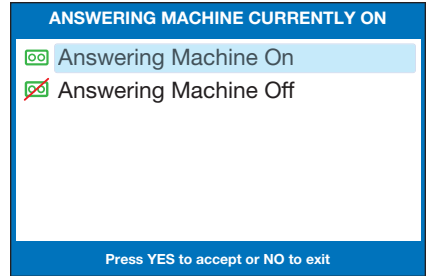 ANSWERING MACHINE CURRENTLY ON
Answering Machine On
Answering Machine Off
Press YES to accept or NO to exit